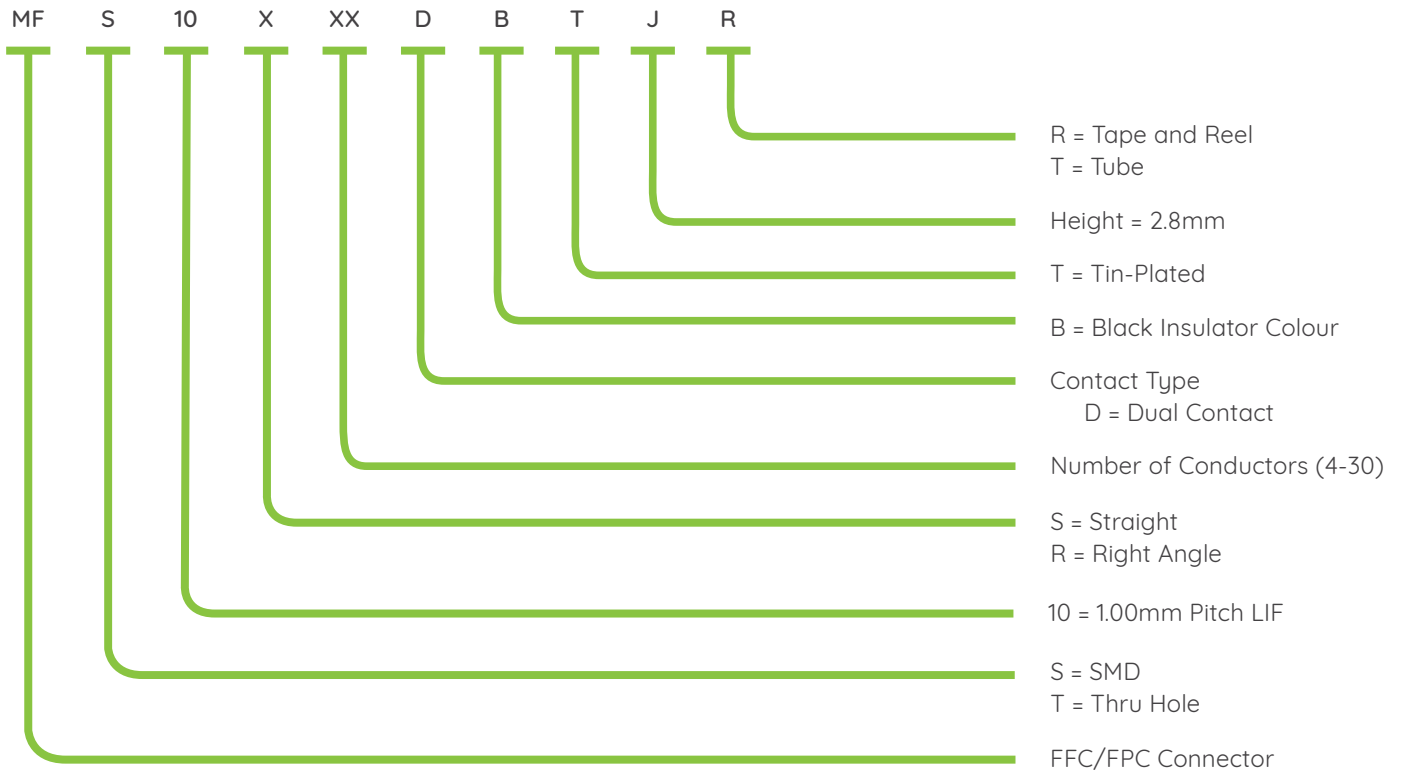 MF S 10 X XX D B T J R
R = Tape and Reel
T = Tube
Height = 2.8mm
T = Tin-Plated
B = Black Insulator Colour
Contact Type
D = Dual Contact
Number of Conductors (4-30)
S = Straight
R = Right Angle
10 = 1.00mm Pitch LIF
S = SMD
T = Thru Hole
FFC/FPC Connector